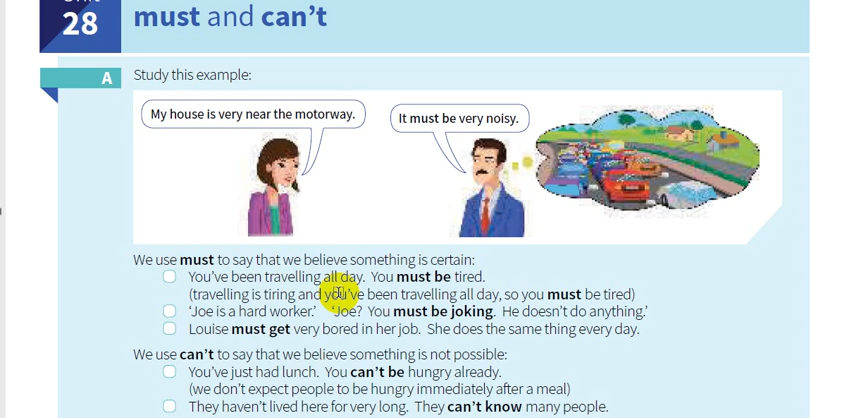 28
must and can't
A
Study this example:
My house is very near the motorway.
It must be very noisy.
We use must to say that we believe something is certain:
You've been travelling all day. You must be tired.
(travelling is tiring and you've been travelling all day, so you must be tired)
'Joe is a hard worker.' 'Joe? You must be joking. He doesn't do anything.'
Louise must get very bored in her job. She does the same thing every day.
We use can't to say that we believe something is not possible:
You've just had lunch. You can't be hungry already.
(we don't expect people to be hungry immediately after a meal)
They haven't lived here for very long. They can't know many people.